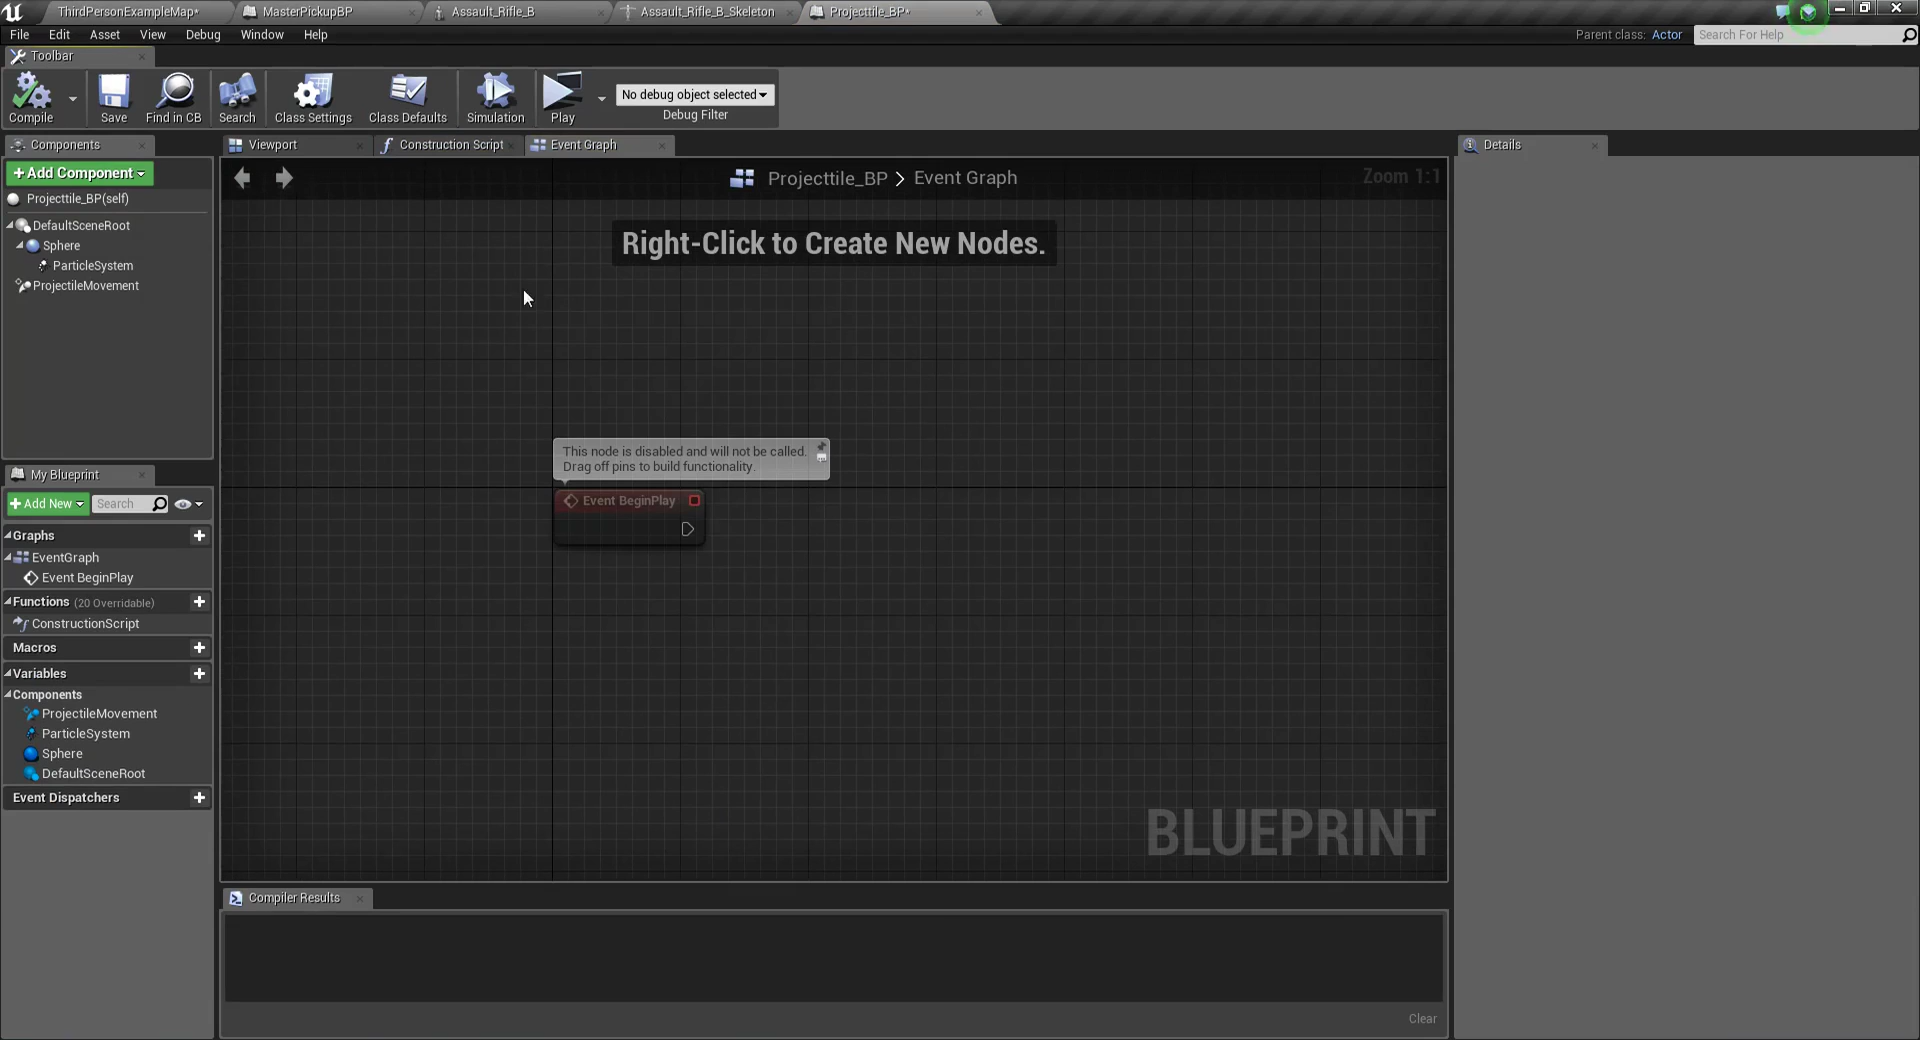 ThirdPersonExampleMap*
MasterPickupBP
Assault_Rifle_B
Assault_Rifle_B_Skeleton
Projecttile_BP*
File Edit Asset View Debug Window Help
Parent class: Actor
Search For Help
Toolbar
Compile
Save
Find in CB
Search
Class Settings
Class Defaults
Simulation
Play
No debug object selected
Debug Filter
Components
Viewport
Construction Script
Event Graph
Details
+Add Component
Projecttile_BP(self)
DefaultSceneRoot
Sphere
ParticleSystem
ProjectileMovement
Projecttile_BP > Event Graph
Zoom 1:1
Right-Click to Create New Nodes.
This node is disabled and will not be called.
Drag off pins to build functionality.
Event BeginPlay
BLUEPRINT
My Blueprint
+Add New
Search
Graphs
EventGraph
Event BeginPlay
Functions (20 Overridable)
ConstructionScript
Macros
Variables
Components
ProjectileMovement
ParticleSystem
Sphere
DefaultSceneRoot
Event Dispatchers
Compiler Results
Clear